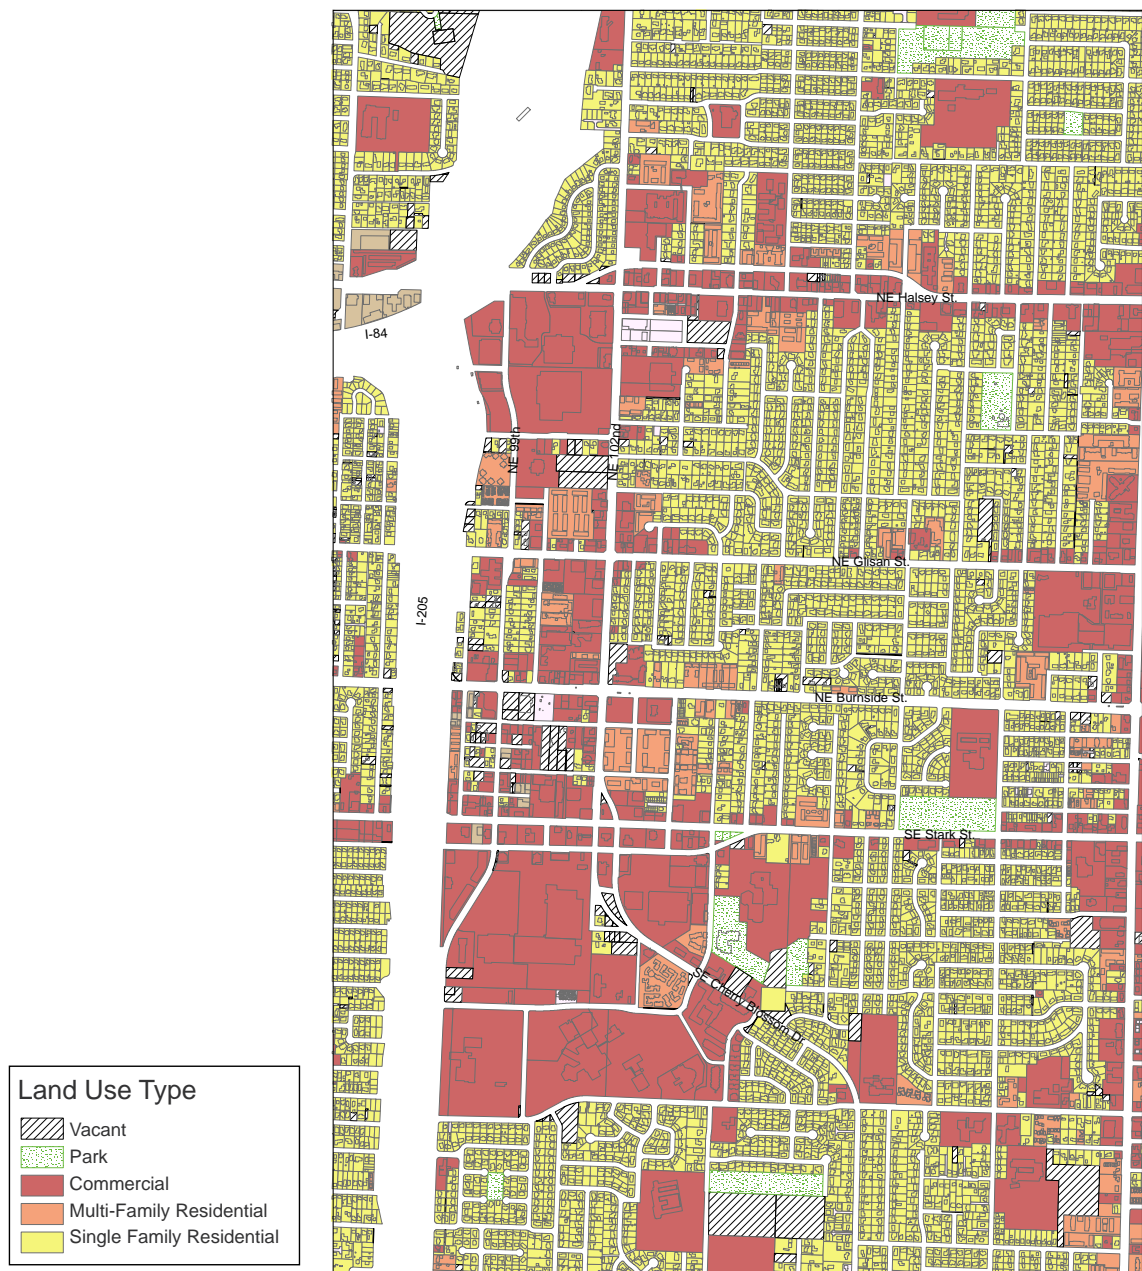 NE Halsey St.
I-84
NE 99th
NE 102nd
NE Glisan St.
I-205
NE Burnside St.
SE Stark St.
SE Cherry Blossom Dr.
Land Use Type
Vacant
Park
Commercial
Multi-Family Residential
Single Family Residential